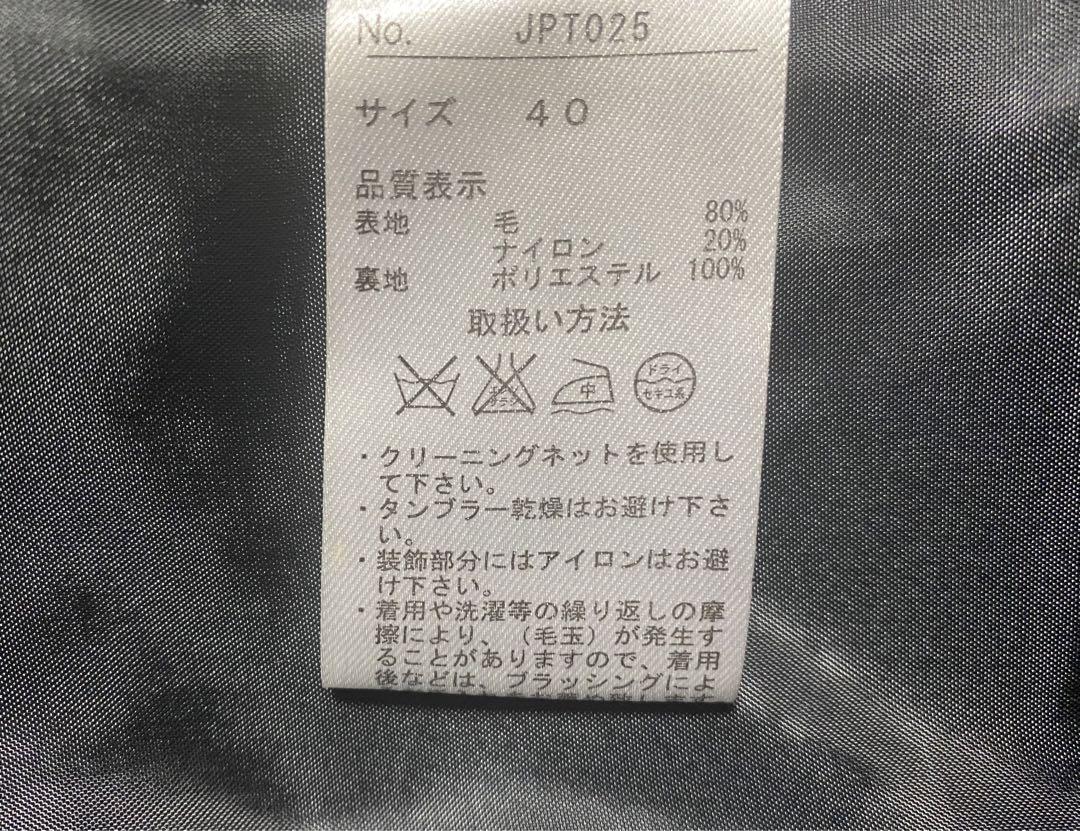 No. JPT025
サイズ 40
品質表示
表地 毛 80%
ナイロン 20%
裏地 ポリエステル 100%
取扱い方法
中 ドライ
セキユ系
・クリーニングネットを使用し
て下さい。
・タンブラー乾燥はお避け下さ
い。
・装飾部分にはアイロンはお避
け下さい。
・着用や洗濯等の繰り返しの摩
擦により、（毛玉）が発生す
ることがありますので、着用
後などは、ブラッシングによ